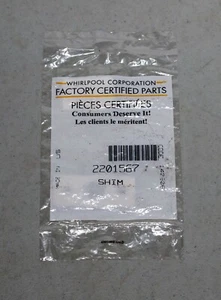 WHIRLPOOL CORPORATION
FACTORY CERTIFIED PARTS
PIÈCES CERTIFIÉES
Consumers Deserve It!
Les clients le méritent!
2201567
SHIM